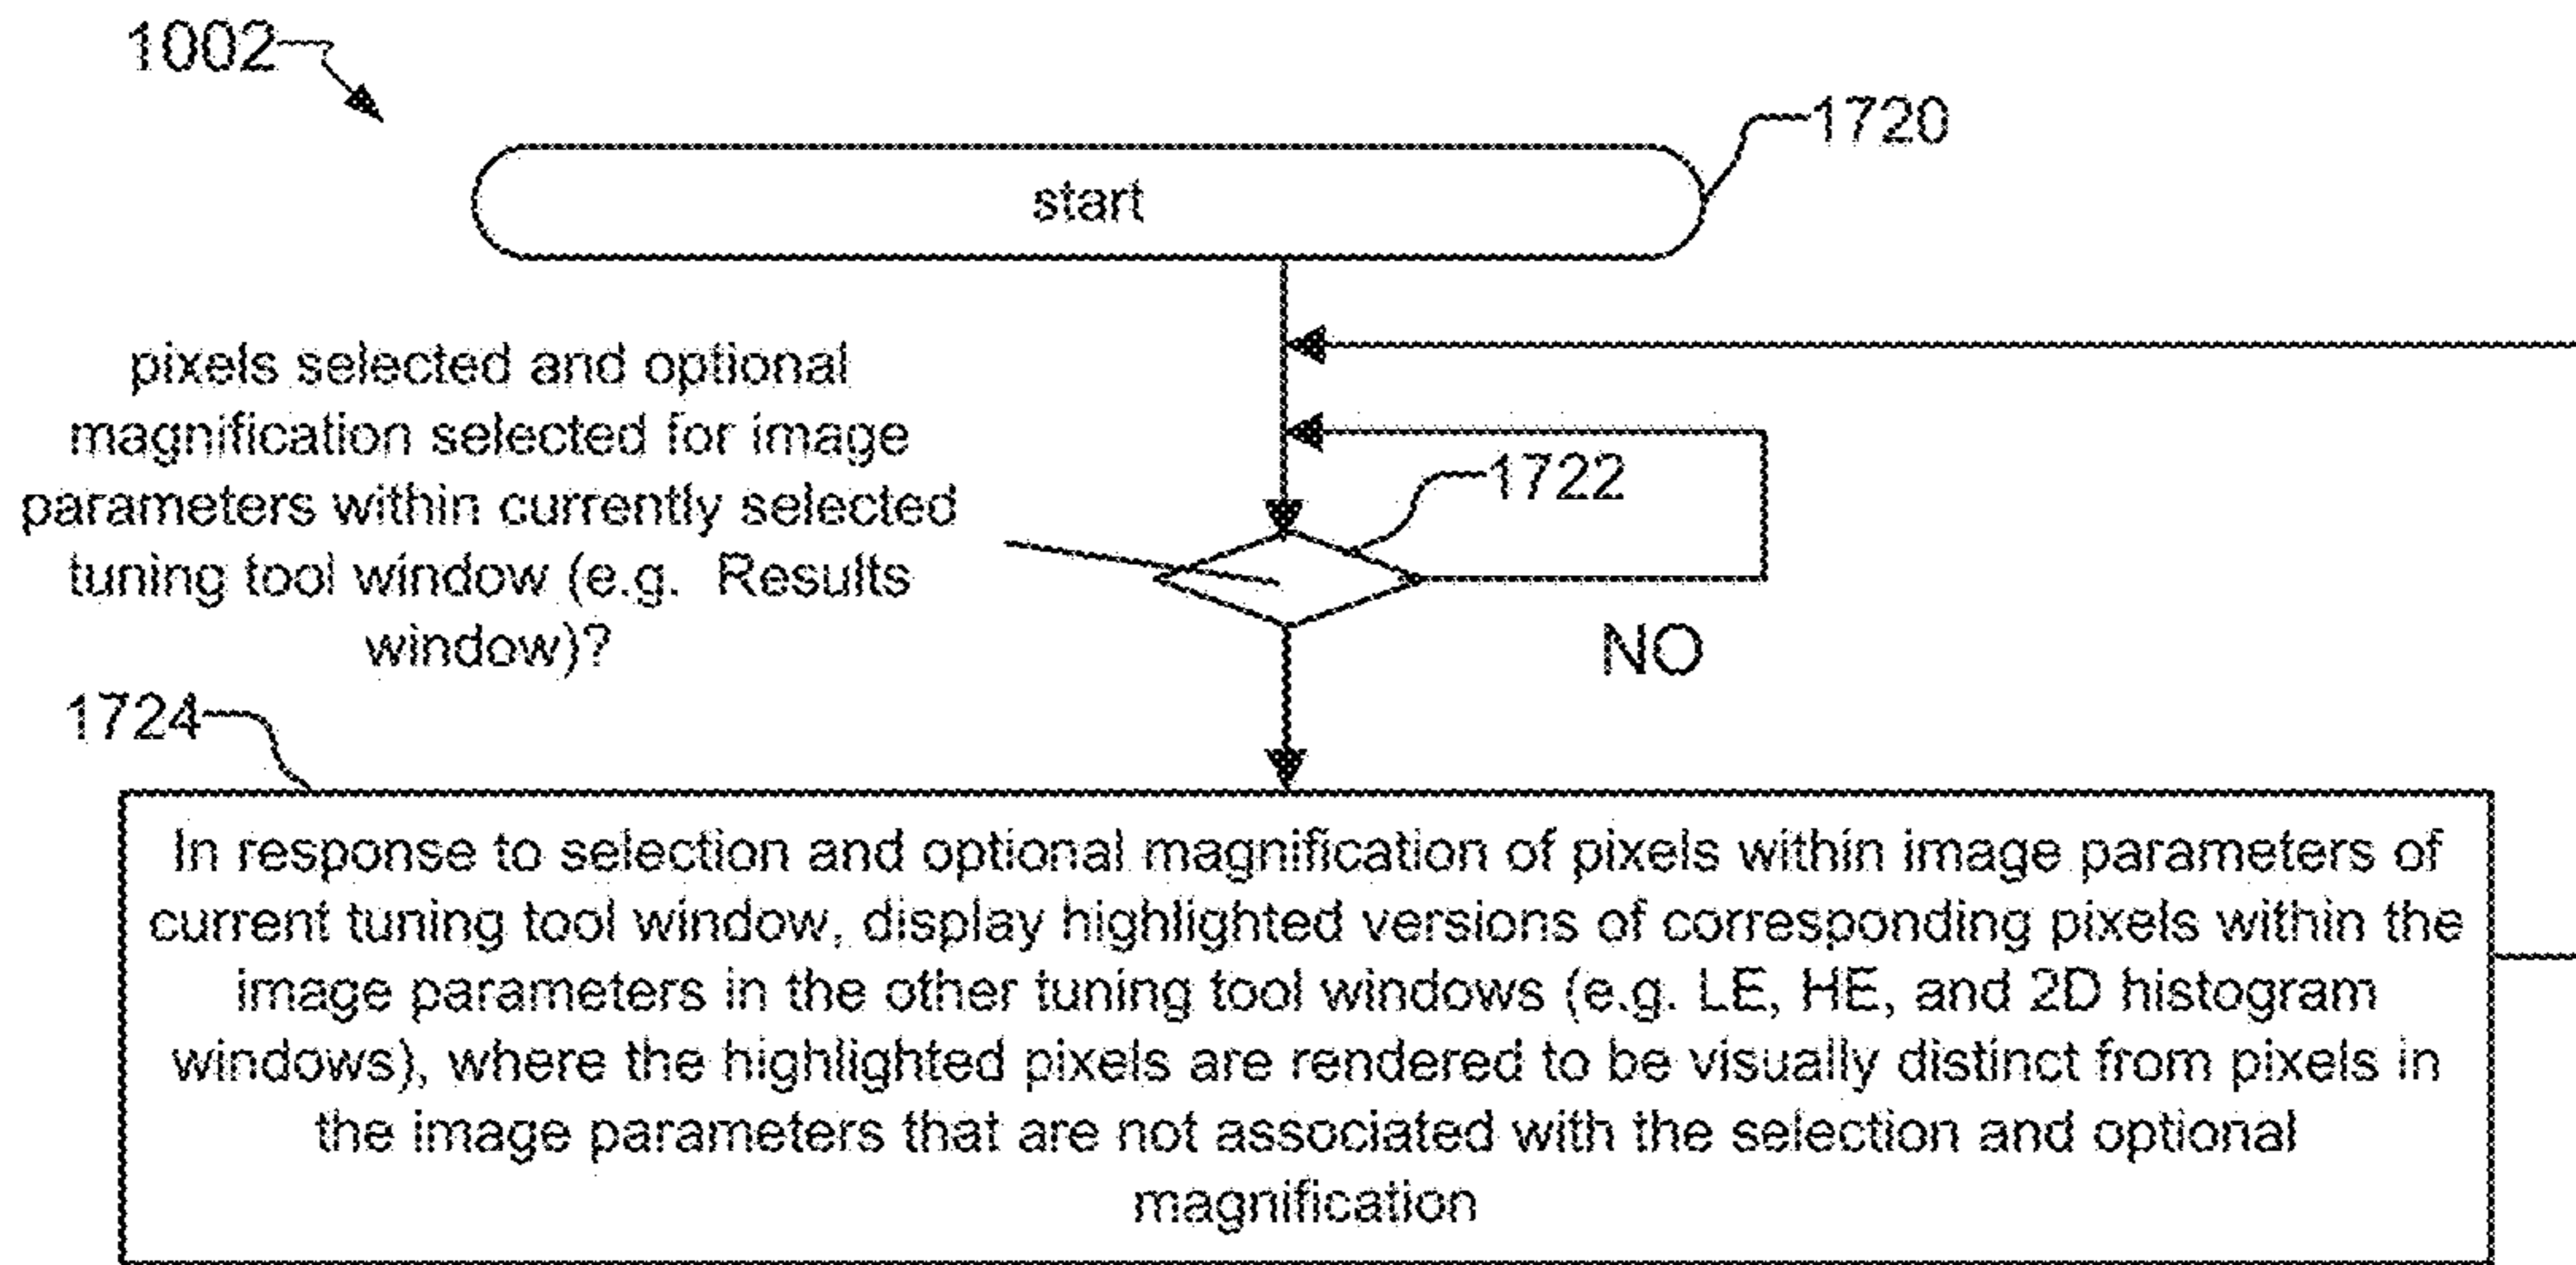 1002
1720
start
pixels selected and optional
magnification selected for image
parameters within currently selected
tuning tool window (e.g. Results
window)?
1722
NO
1724
In response to selection and optional magnification of pixels within image parameters of
current tuning tool window, display highlighted versions of corresponding pixels within the
image parameters in the other tuning tool windows (e.g. LE, HE, and 2D histogram
windows), where the highlighted pixels are rendered to be visually distinct from pixels in
the image parameters that are not associated with the selection and optional
magnification